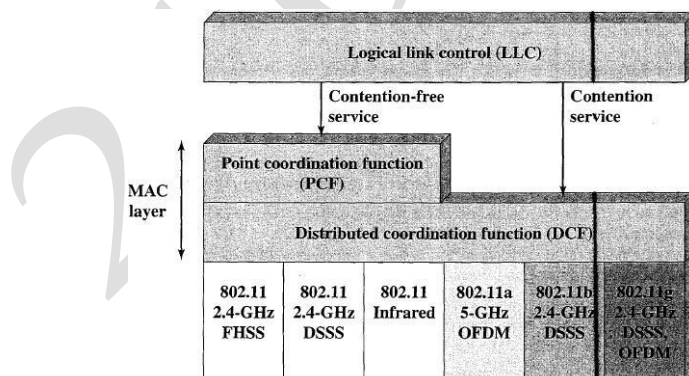 Logical link control (LLC)
Contention-free
service
Contention
service
Point coordination function
(PCF)
MAC
layer
Distributed coordination function (DCF)
802.11
2.4-GHz
FHSS
802.11
2.4-GHz
DSSS
802.11
Infrared
802.11a
5-GHz
OFDM
802.11b
2.4-GHz
DSSS
802.11g
2.4-GHz
DSSS,
OFDM